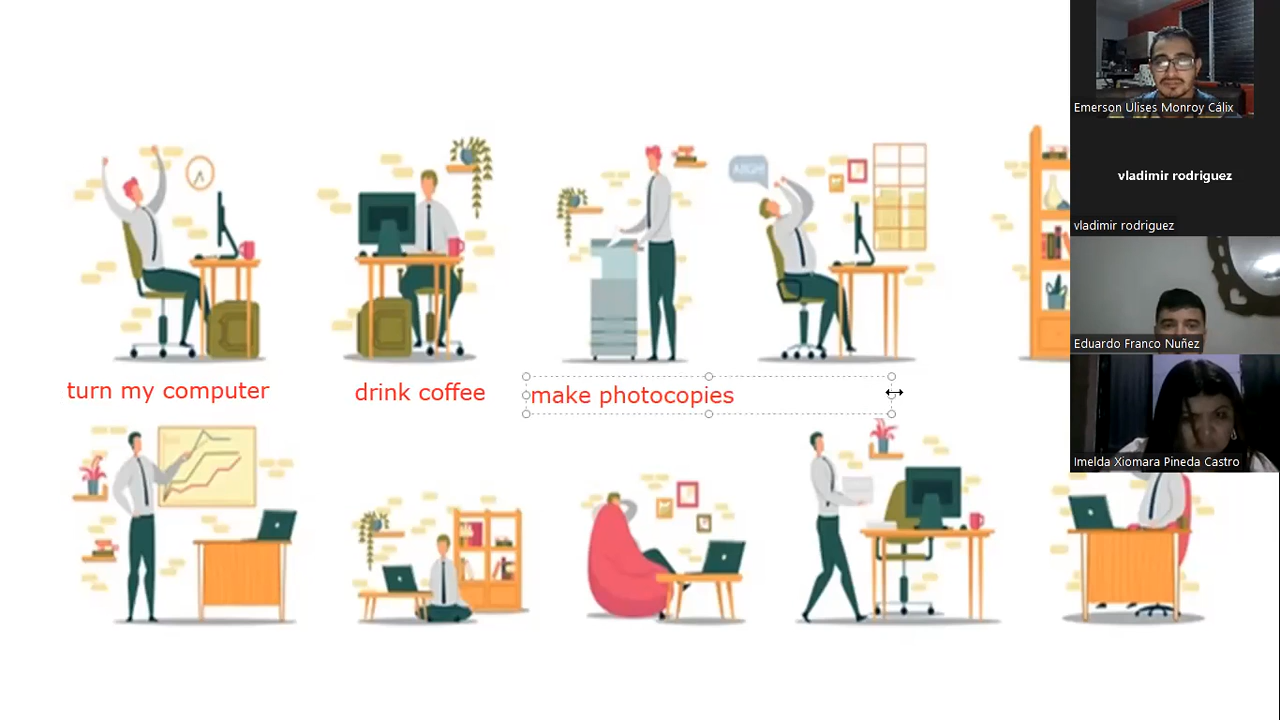 Emerson Ulises Monroy Cálix
vladimir rodriguez
vladimir rodriguez
Eduardo Franco Nuñez
Imelda Xiomara Pineda Castro
ARGH!
turn my computer
drink coffee
make photocopies